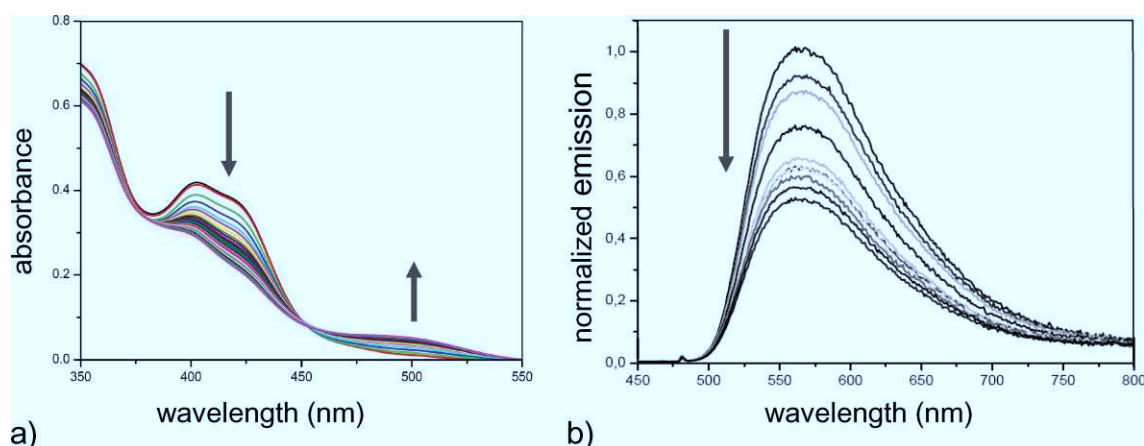 0.8
0.6
0.4
0.2
0.0
absorbance
350 400 450 500 550
wavelength (nm)
a)
1,0
0,8
0,6
0,4
0,2
0,0
normalized emission
450 500 550 600 650 700 750 800
wavelength (nm)
b)